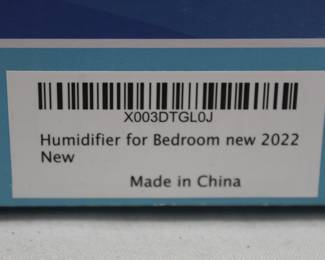 X003DTGL0J
Humidifier for Bedroom new 2022
New
Made in China